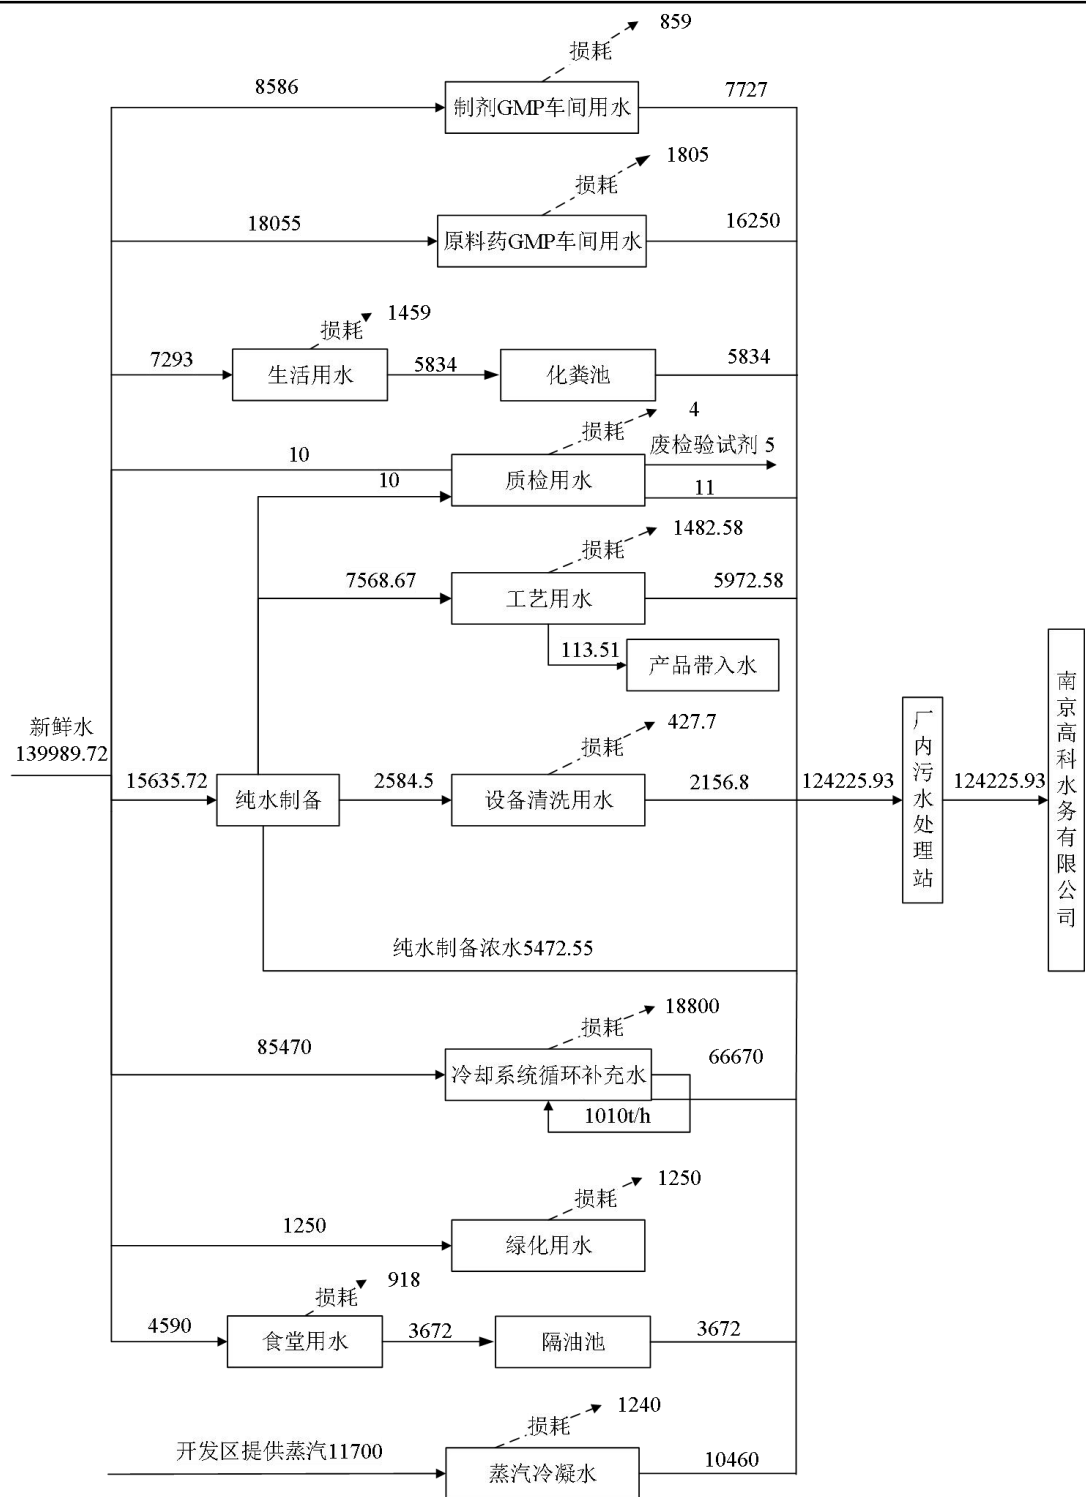 859
损耗
8586
制剂GMP车间用水
7727
1805
损耗
18055
原料药GMP车间用水
16250
1459
损耗
7293
生活用水
5834
化粪池
5834
4
损耗
废检验试剂 5
10
10
质检用水
11
1482.58
损耗
7568.67
工艺用水
5972.58
113.51
产品带入水
新鲜水
139989.72
427.7
损耗
15635.72
纯水制备
2584.5
设备清洗用水
2156.8
124225.93
厂内污水处理站
124225.93
南京高科水务有限公司
纯水制备浓水5472.55
18800
损耗
85470
冷却系统循环补充水
66670
1010t/h
1250
损耗
1250
绿化用水
918
损耗
4590
食堂用水
3672
隔油池
3672
1240
损耗
开发区提供蒸汽11700
蒸汽冷凝水
10460